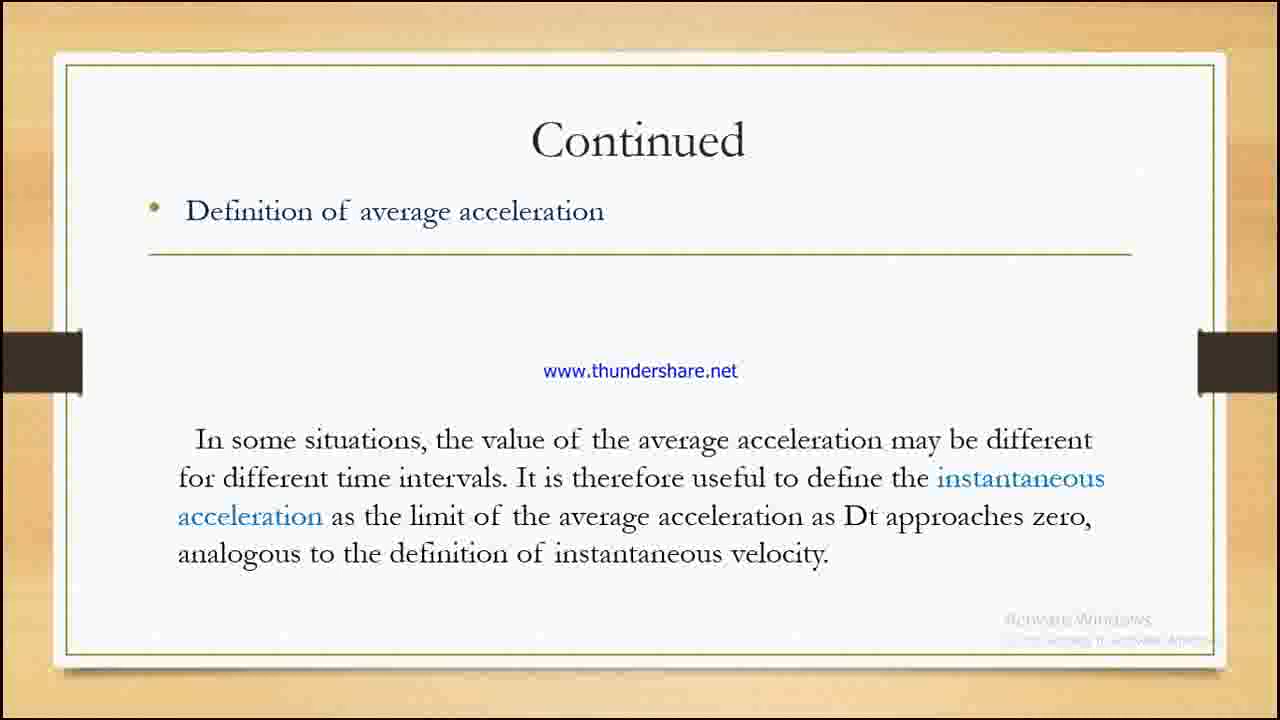 Continued
• Definition of average acceleration
www.thundershare.net
In some situations, the value of the average acceleration may be different
for different time intervals. It is therefore useful to define the instantaneous
acceleration as the limit of the average acceleration as Dt approaches zero,
analogous to the definition of instantaneous velocity.
Activate Windows